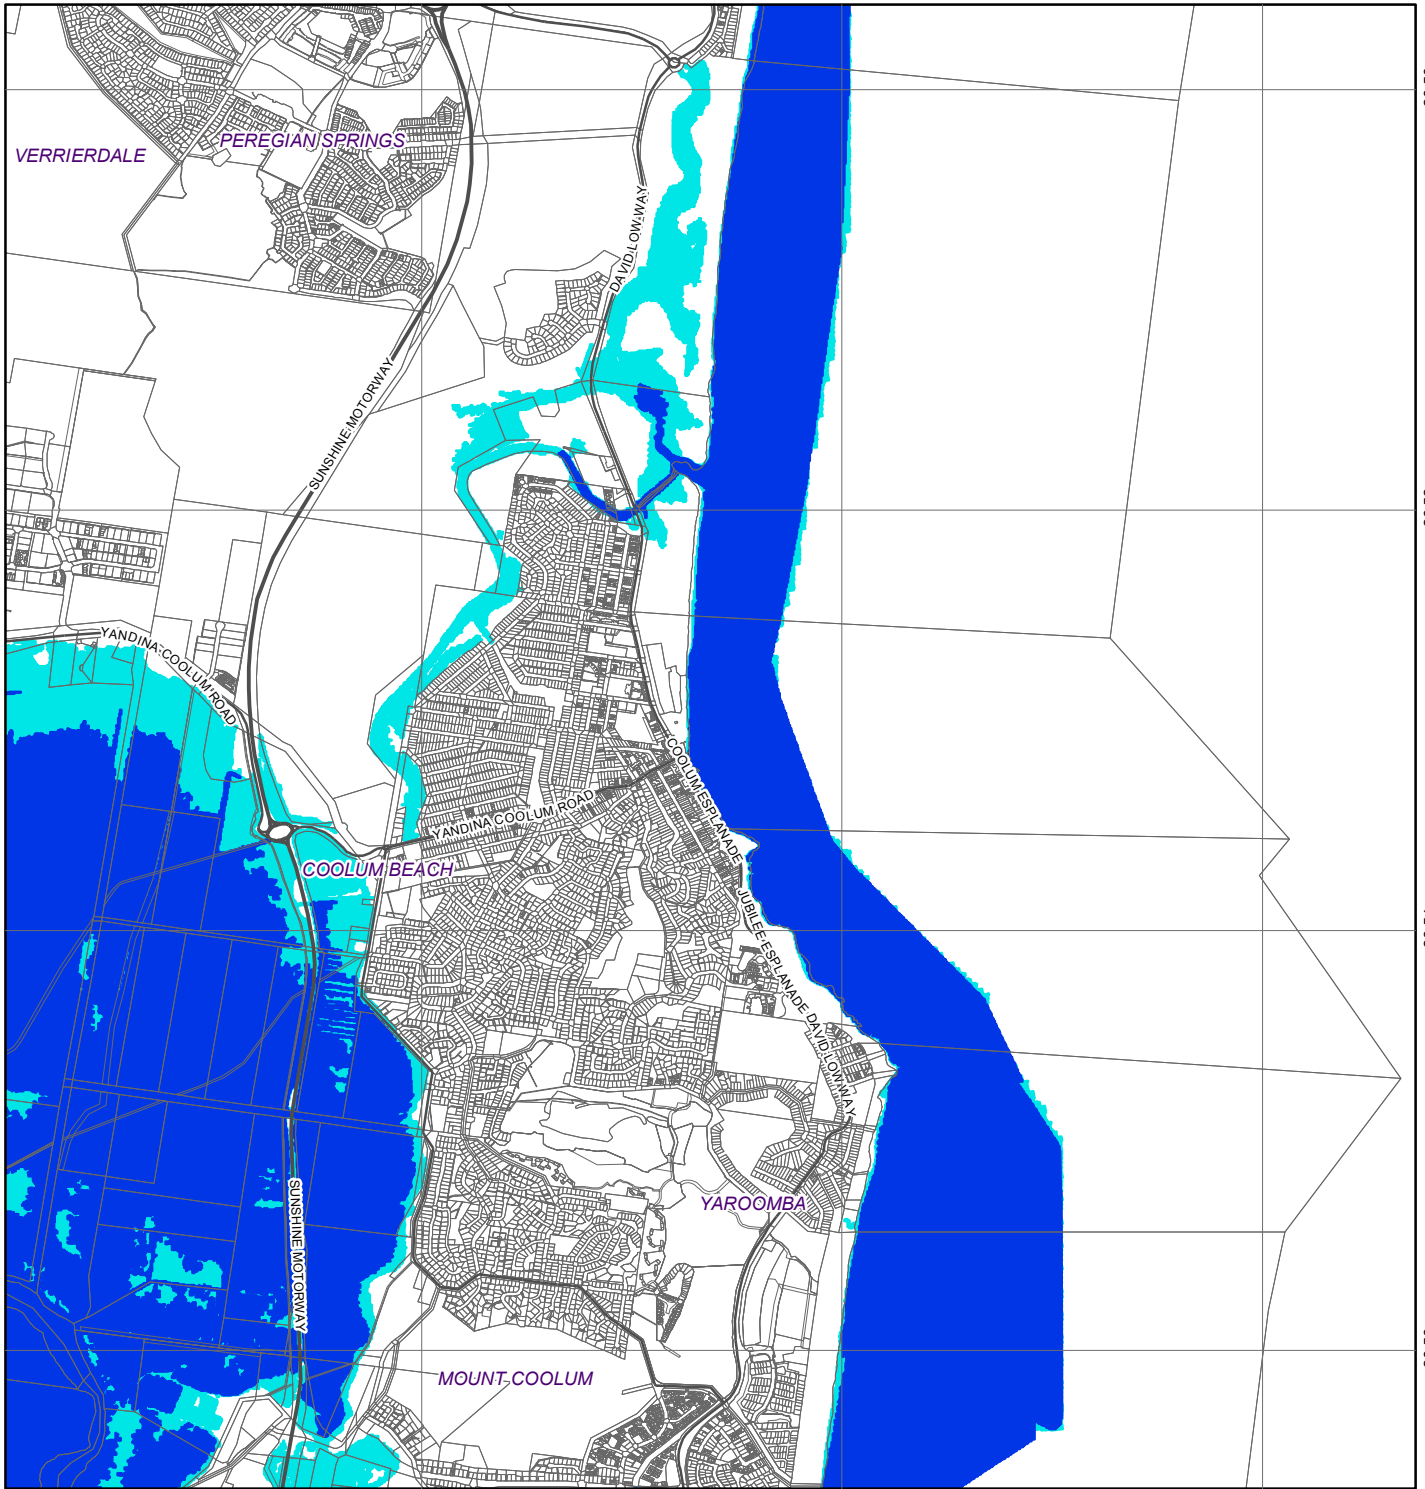 PEREGIAN SPRINGS
VERRIERDALE
DAVID LOW WAY
SUNSHINE MOTORWAY
YANDINA COOLUM ROAD
COOLUM ESPLANADE
YANDINA COOLUM ROAD
COOLUM BEACH
JUBILEE ESPLANADE
DAVID LOW WAY
YAROOMBA
SUNSHINE MOTORWAY
MOUNT COOLUM